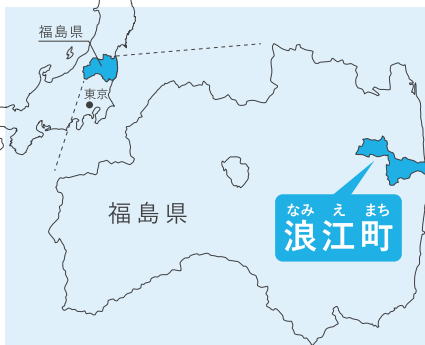 福島県
東京
福島県
なみ え まち
浪江町